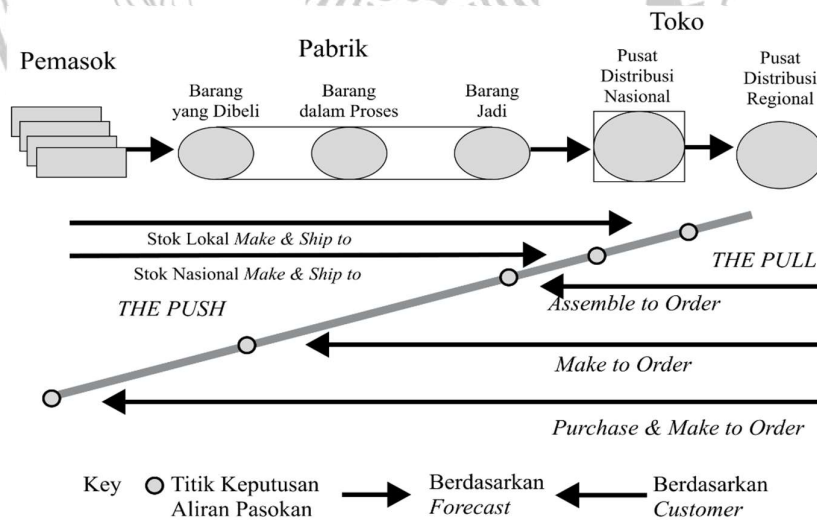 Toko
Pabrik
Pemasok
Barang
yang Dibeli
Barang
dalam Proses
Barang
Jadi
Pusat
Distribusi
Nasional
Pusat
Distribusi
Regional
Stok Lokal Make & Ship to
Stok Nasional Make & Ship to
THE PUSH
THE PULL
Assemble to Order
Make to Order
Purchase & Make to Order
Key
Titik Keputusan
Aliran Pasokan
Berdasarkan
Forecast
Berdasarkan
Customer